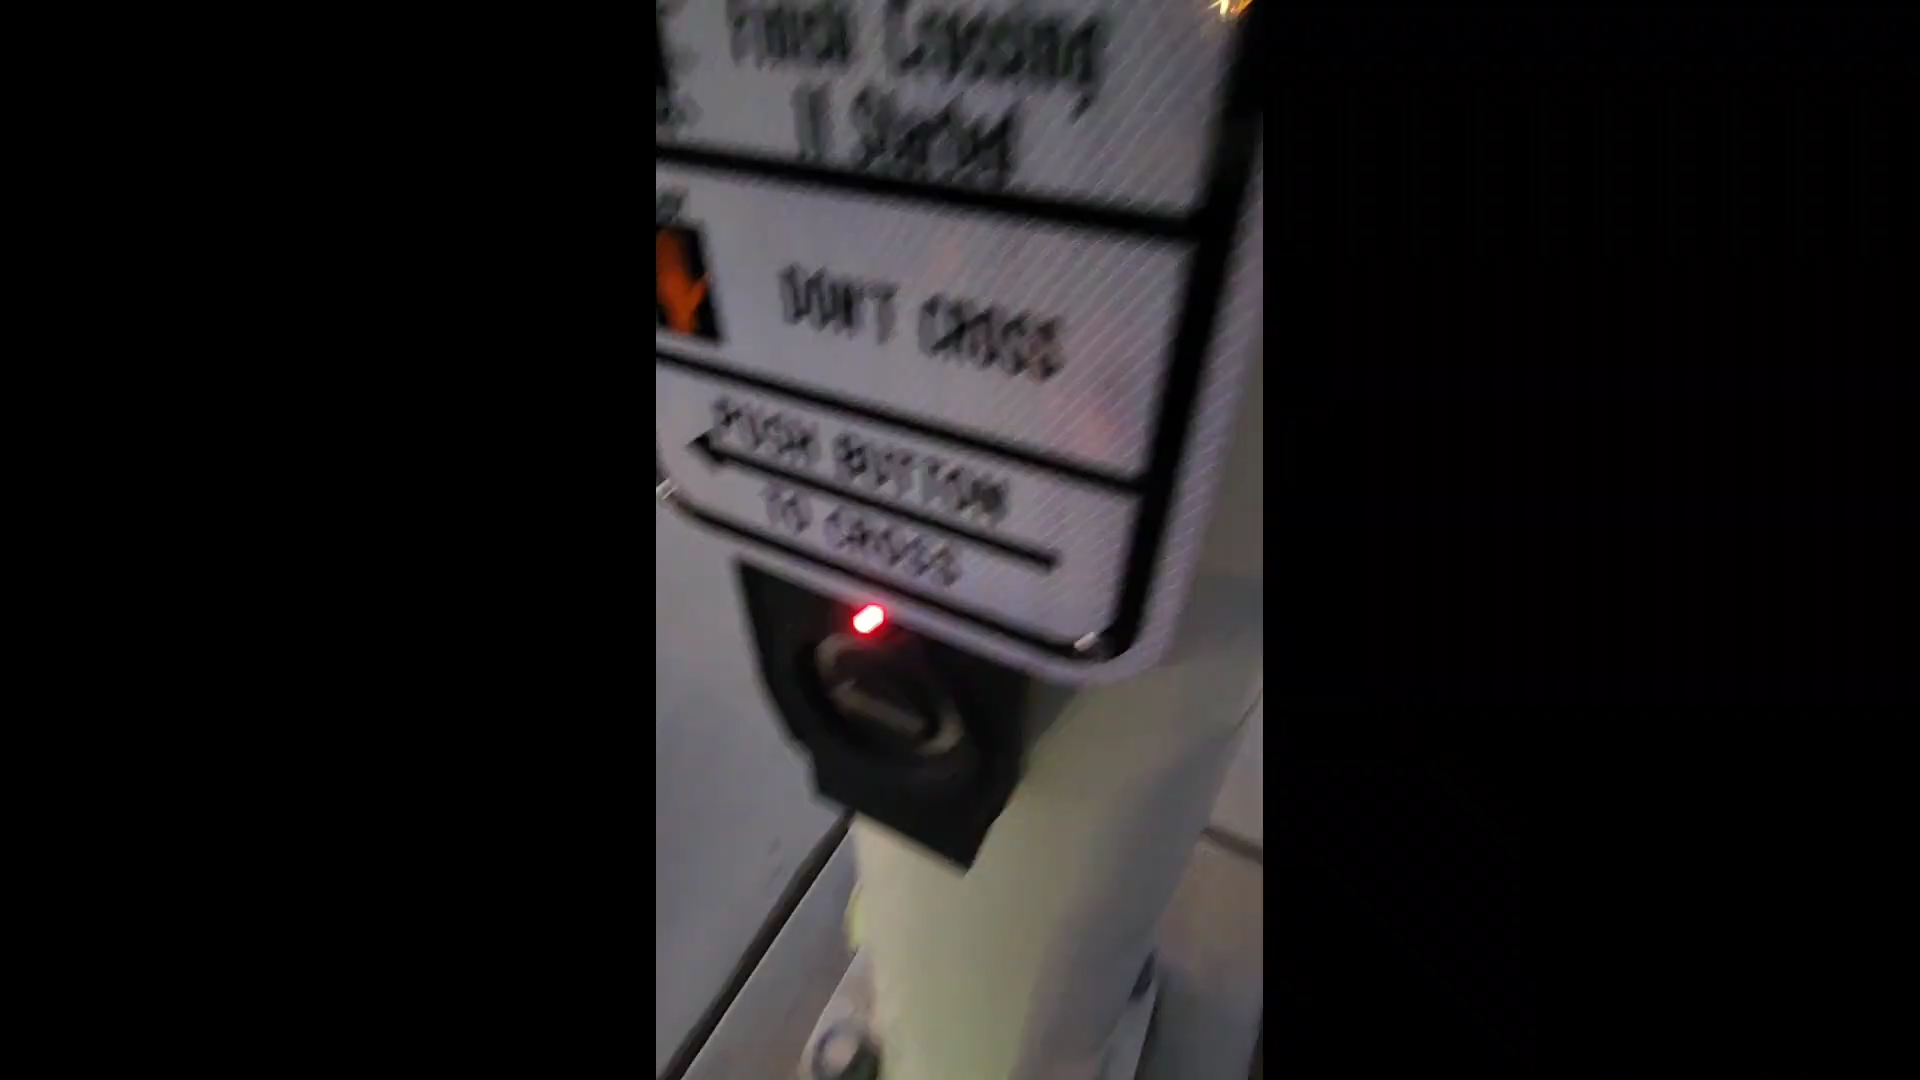 Finish Crossing
If Started
DON'T CROSS
PUSH BUTTON
TO CROSS